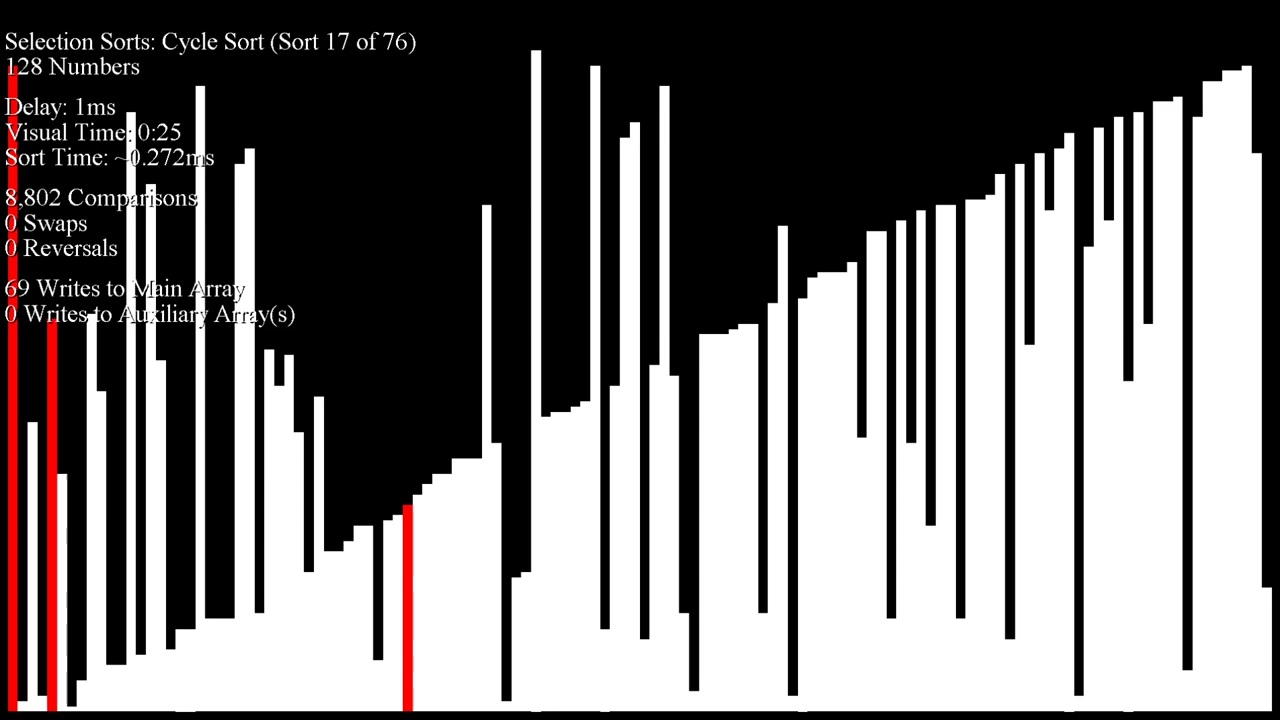 Selection Sorts: Cycle Sort (Sort 17 of 76)
128 Numbers
Delay: 1ms
Visual Time: 0:25
Sort Time: ~0.272ms
8,802 Comparisons
0 Swaps
0 Reversals
69 Writes to Main Array
0 Writes to Auxiliary Array(s)